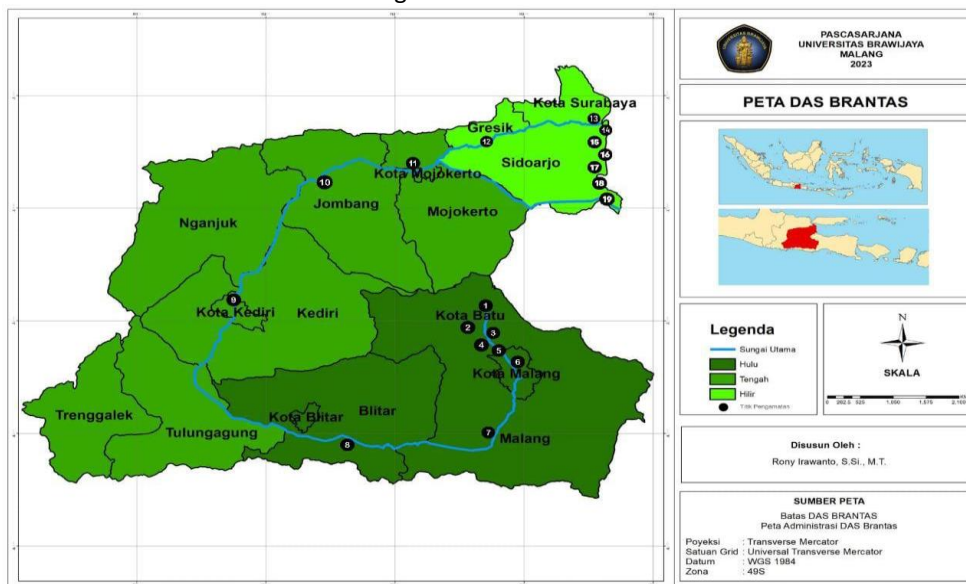 Kota Surabaya
13
14
Gresik
12
15
16
Sidoarjo
17
18
19
11
Kota Mojokerto
10
Jombang
Mojokerto
Nganjuk
9
Kota Kediri
Kediri
1
Kota Batu
2
3
4
5
6
Kota Malang
Trenggalek
Tulungagung
Kota Blitar
Blitar
8
7
Malang
PASCASARJANA
UNIVERSITAS BRAWIJAYA
MALANG
2023
PETA DAS BRANTAS
Legenda
Sungai Utama
Hulu
Tengah
Hilir
Titik Pengamatan
N
SKALA
Disusun Oleh :
Rony Irawanto, S.Si., M.T.
SUMBER PETA
Batas DAS BRANTAS
Peta Administrasi DAS Brantas
Poyeksi : Transverse Mercator
Satuan Grid : Universal Transverse Mercator
Datum : WGS 1984
Zona : 49S